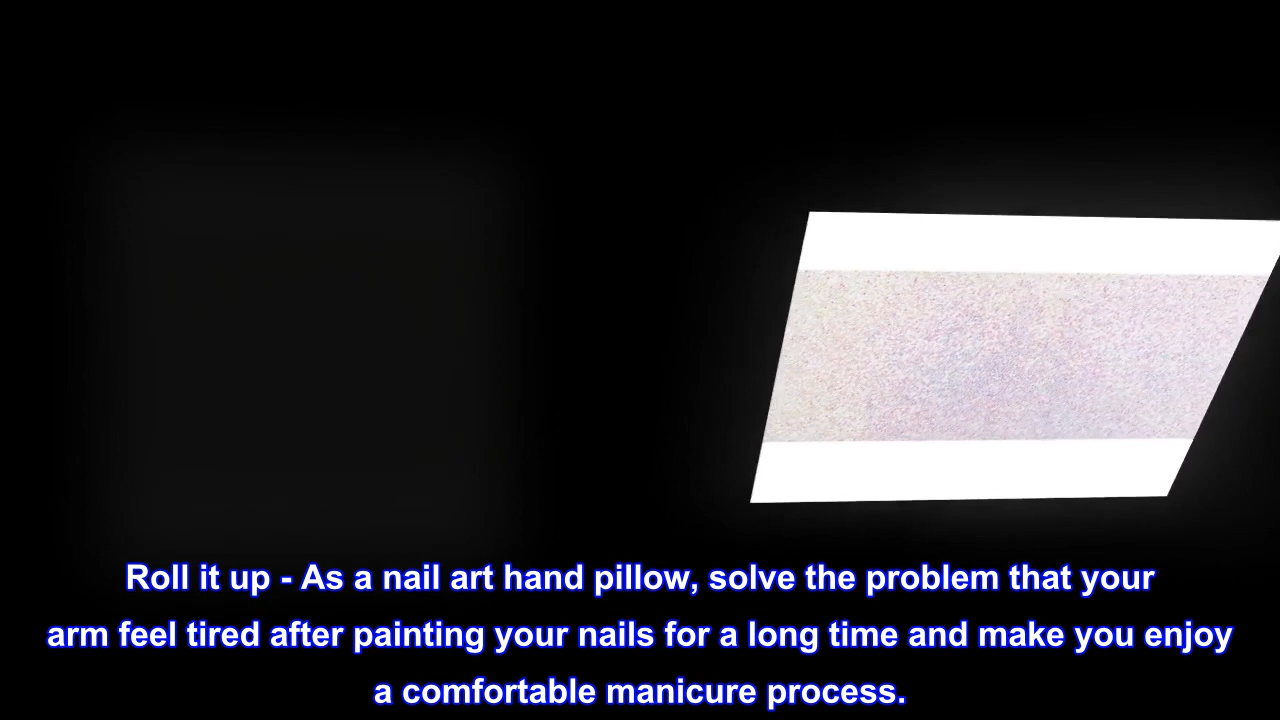 Roll it up - As a nail art hand pillow, solve the problem that your
arm feel tired after painting your nails for a long time and make you enjoy
a comfortable manicure process.